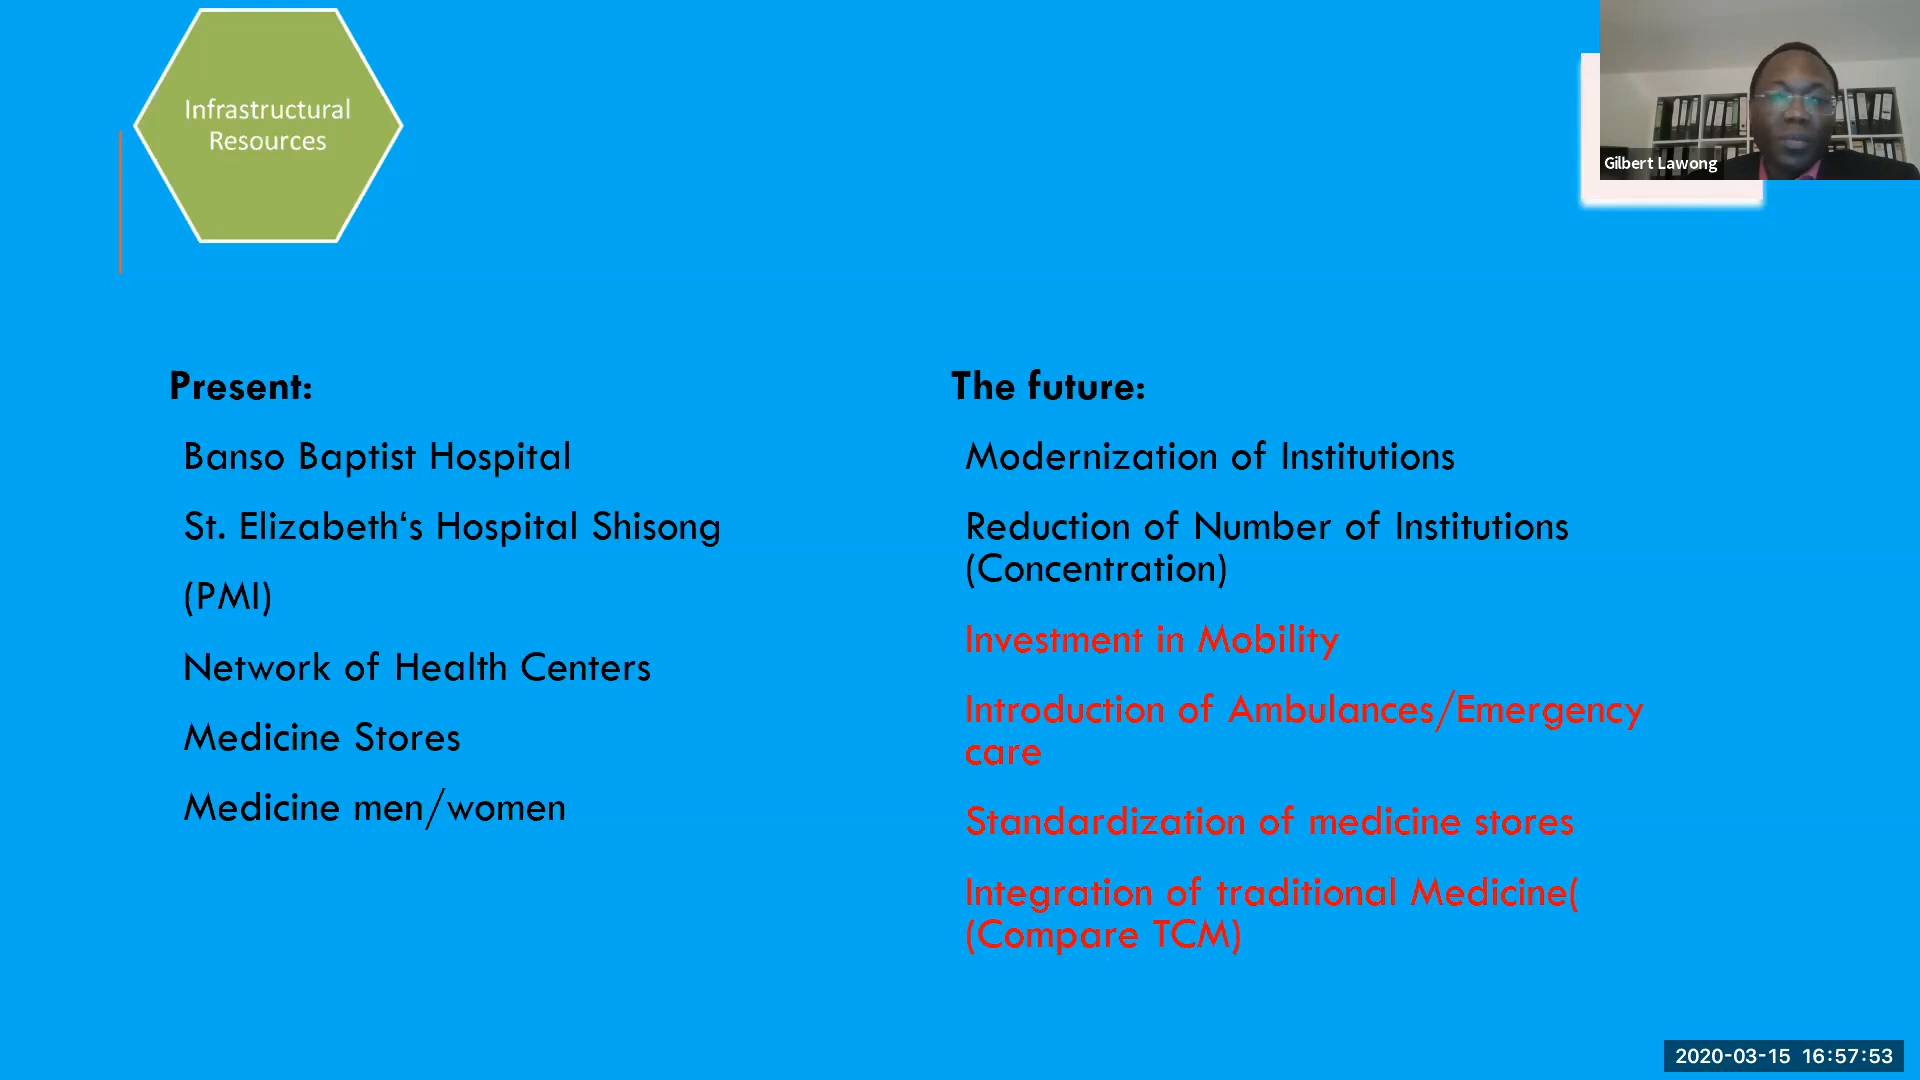 Infrastructural
Resources
Gilbert Lawong
Present:
Banso Baptist Hospital
St. Elizabeth‘s Hospital Shisong
(PMI)
Network of Health Centers
Medicine Stores
Medicine men/women
The future:
Modernization of Institutions
Reduction of Number of Institutions
(Concentration)
Investment in Mobility
Introduction of Ambulances/Emergency
care
Standardization of medicine stores
Integration of traditional Medicine(
(Compare TCM)
2020-03-15 16:57:53